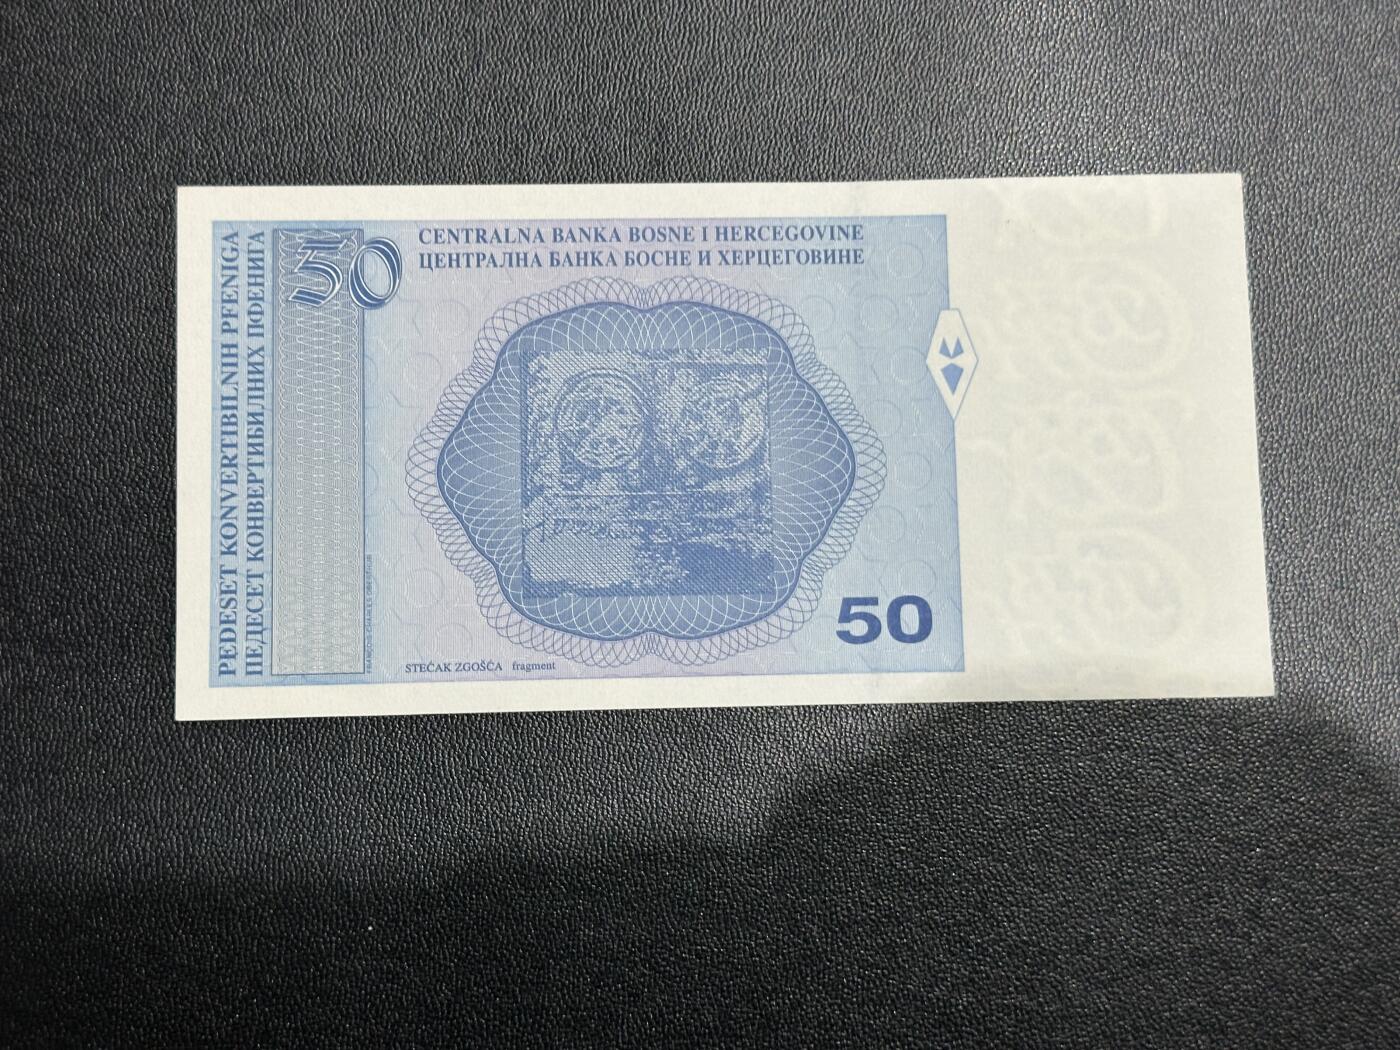 PEDESET KONVERTIBILNIH PFENIGA
ПЕДЕСЕТ КОНВЕРТИБИЛНИХ ПФЕНИГА
50
CENTRALNA BANKA BOSNE I HERCEGOVINE
ЦЕНТРАЛНА БАНКА БОСНЕ И ХЕРЦЕГОВИНЕ
STEĆAK ZGOŠĆA fragment
50